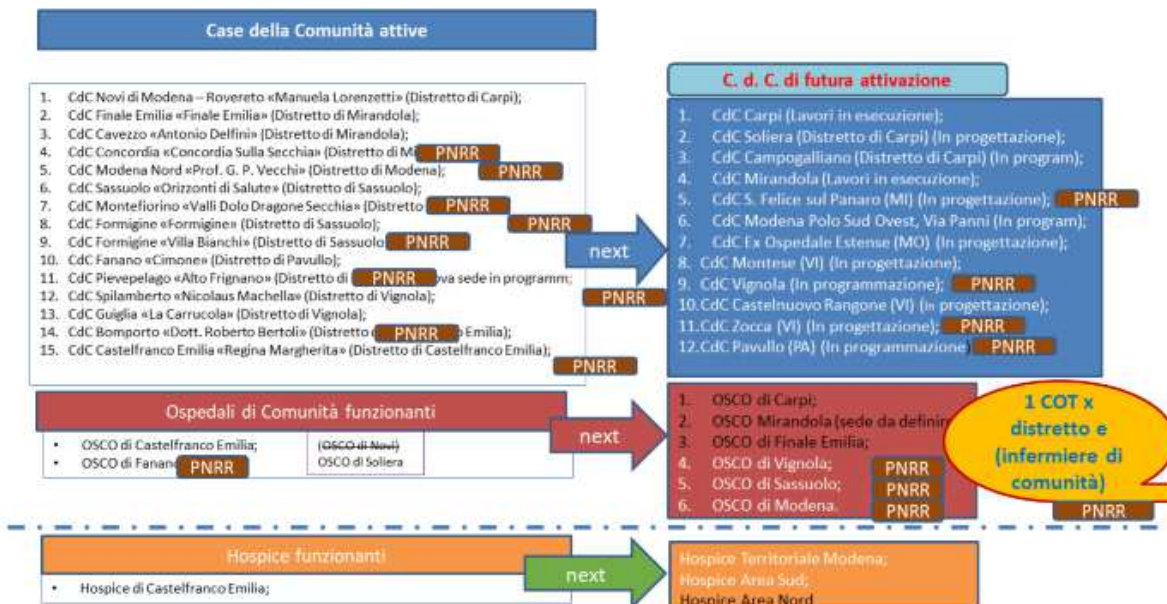 Case della Comunità attive
1. CdC Novi di Modena – Rovereto «Manuela Lorenzetti» (Distretto di Carpi);
2. CdC Finale Emilia «Finale Emilia» (Distretto di Mirandola);
3. CdC Cavezzo «Antonio Delfini» (Distretto di Mirandola);
4. CdC Concordia «Concordia Sulla Secchia» (Distretto di PNRR
5. CdC Modena Nord «Prof. G. P. Vecchi» (Distretto di Modena); PNRR
6. CdC Sassuolo «Orizzonti di Salute» (Distretto di Sassuolo);
7. CdC Montefiorino «Valli Dolo Dragone Secchia» (Distretto PNRR
8. CdC Formigine «Formigine» (Distretto di Sassuolo); PNRR
9. CdC Formigine «Villa Bianchi» (Distretto di Sassuolo PNRR
10. CdC Fanano «Cimone» (Distretto di Pavullo);
11. CdC Pievepelago «Alto Frignano» (Distretto di PNRR sede in programm;
12. CdC Spilamberto «Nicolaus Machella» (Distretto di Vignola); PNRR
13. CdC Guiglia «La Carrucola» (Distretto di Vignola);
14. CdC Bomporto «Dott. Roberto Bertoli» (Distretto PNRR Emilia);
15. CdC Castelfranco Emilia «Regina Margherita» (Distretto di Castelfranco Emilia);
PNRR
next
C. d. C. di futura attivazione
1. CdC Carpi (Lavori in esecuzione);
2. CdC Soliera (Distretto di Carpi) (In progettazione);
3. CdC Campogalliano (Distretto di Carpi) (In program);
4. CdC Mirandola (Lavori in esecuzione);
5. CdC S. Felice sul Panaro (MI) (In progettazione); PNRR
6. CdC Modena Polo Sud Ovest, Via Panni (In program);
7. CdC Ex Ospedale Estense (MO) (In progettazione);
8. CdC Montese (VI) (In progettazione);
9. CdC Vignola (In programmazione); PNRR
10. CdC Castelnuovo Rangone (VI) (In progettazione);
11. CdC Zocca (VI) (In progettazione); PNRR
12. CdC Pavullo (PA) (In programmazione) PNRR
Ospedali di Comunità funzionanti
• OSCO di Castelfranco Emilia;
• OSCO di Fanano PNRR
(OSCO di Novi)
OSCO di Soliera
next
1. OSCO di Carpi;
2. OSCO Mirandola (sede da definire
3. OSCO di Finale Emilia;
4. OSCO di Vignola; PNRR
5. OSCO di Sassuolo; PNRR
6. OSCO di Modena. PNRR
1 COT x
distretto e
(infermiere di
comunità)
PNRR
Hospice funzionanti
• Hospice di Castelfranco Emilia;
next
Hospice Territoriale Modena;
Hospice Area Sud;
Hospice Area Nord